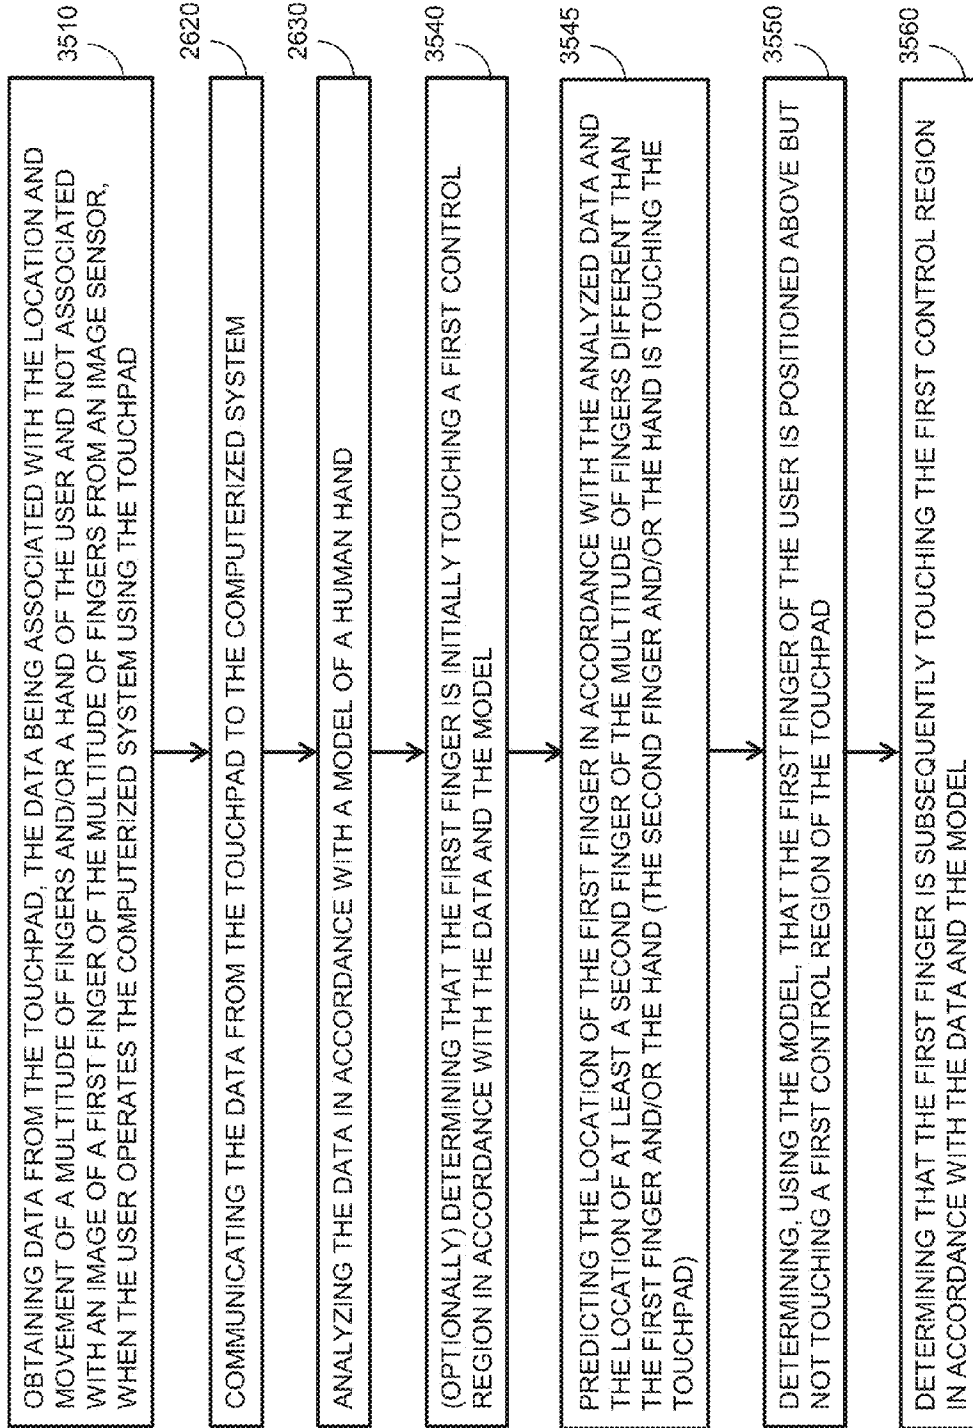 3510
OBTAINING DATA FROM THE TOUCHPAD, THE DATA BEING ASSOCIATED WITH THE LOCATION AND
MOVEMENT OF A MULTITUDE OF FINGERS AND/OR A HAND OF THE USER AND NOT ASSOCIATED
WITH AN IMAGE OF A FIRST FINGER OF THE MULTITUDE OF FINGERS FROM AN IMAGE SENSOR,
WHEN THE USER OPERATES THE COMPUTERIZED SYSTEM USING THE TOUCHPAD
2620
COMMUNICATING THE DATA FROM THE TOUCHPAD TO THE COMPUTERIZED SYSTEM
2630
ANALYZING THE DATA IN ACCORDANCE WITH A MODEL OF A HUMAN HAND
3540
(OPTIONALLY) DETERMINING THAT THE FIRST FINGER IS INITIALLY TOUCHING A FIRST CONTROL
REGION IN ACCORDANCE WITH THE DATA AND THE MODEL
3545
PREDICTING THE LOCATION OF THE FIRST FINGER IN ACCORDANCE WITH THE ANALYZED DATA AND
THE LOCATION OF AT LEAST A SECOND FINGER OF THE MULTITUDE OF FINGERS DIFFERENT THAN
THE FIRST FINGER AND/OR THE HAND (THE SECOND FINGER AND/OR THE HAND IS TOUCHING THE
TOUCHPAD)
3550
DETERMINING, USING THE MODEL, THAT THE FIRST FINGER OF THE USER IS POSITIONED ABOVE BUT
NOT TOUCHING A FIRST CONTROL REGION OF THE TOUCHPAD
3560
DETERMINING THAT THE FIRST FINGER IS SUBSEQUENTLY TOUCHING THE FIRST CONTROL REGION
IN ACCORDANCE WITH THE DATA AND THE MODEL